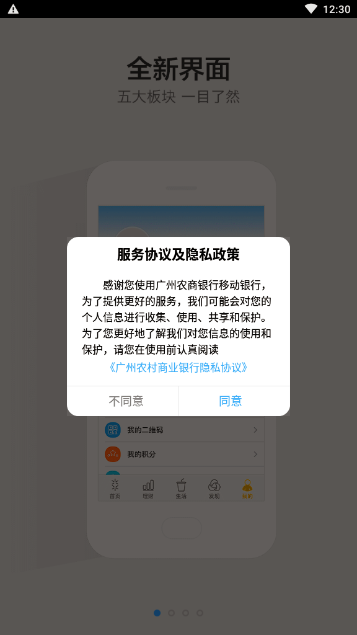 12:30
全新界面
五大板块 一目了然
服务协议及隐私政策
感谢您使用广州农商银行移动银行，
为了提供更好的服务，我们可能会对您的
个人信息进行收集、使用、共享和保护。
为了您更好地了解我们对您信息的使用和
保护，请您在使用前认真阅读
《广州农村商业银行隐私协议》
不同意 同意
我的二维码
我的积分
首页 生活